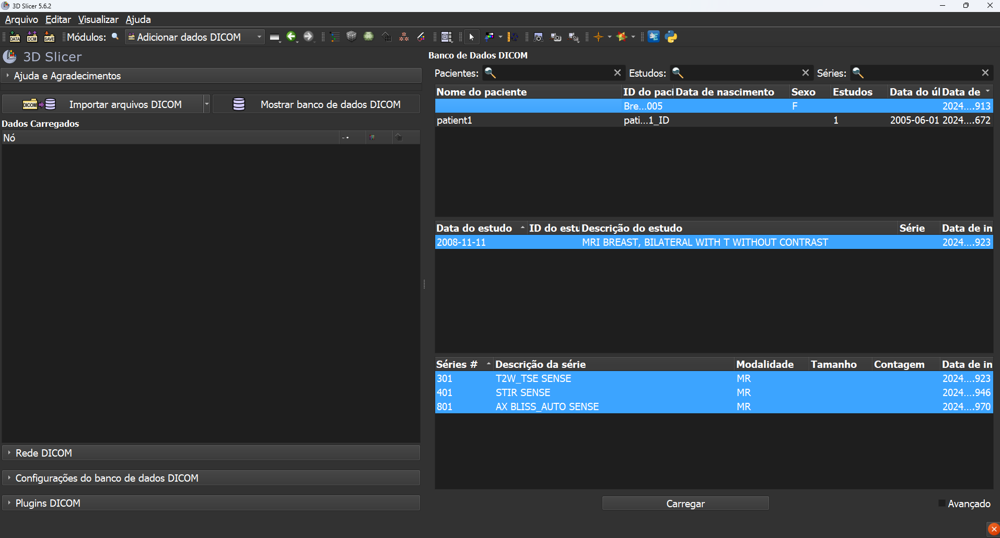 3D Slicer 5.6.2
Arquivo Editar Visualizar Ajuda
DATA DCM SAVE Módulos: Adicionar dados DICOM
3D Slicer
Ajuda e Agradecimentos
DICOM Importar arquivos DICOM Mostrar banco de dados DICOM
Dados Carregados
Nó
Rede DICOM
Configurações do banco de dados DICOM
Plugins DICOM
Banco de Dados DICOM
Pacientes: Estudos: Séries:
Nome do paciente ID do paci Data de nascimento Sexo Estudos Data do úl Data de
Bre...005 F 2024....913
patient1 pati...1_ID 1 2005-06-01 2024....672
Data do estudo ID do estu Descrição do estudo Série Data de in
2008-11-11 MRI BREAST, BILATERAL WITH T WITHOUT CONTRAST 2024....923
Séries # Descrição da série Modalidade Tamanho Contagem Data de in
301 T2W_TSE SENSE MR 2024....923
401 STIR SENSE MR 2024....946
801 AX BLISS_AUTO SENSE MR 2024....970
Carregar Avançado